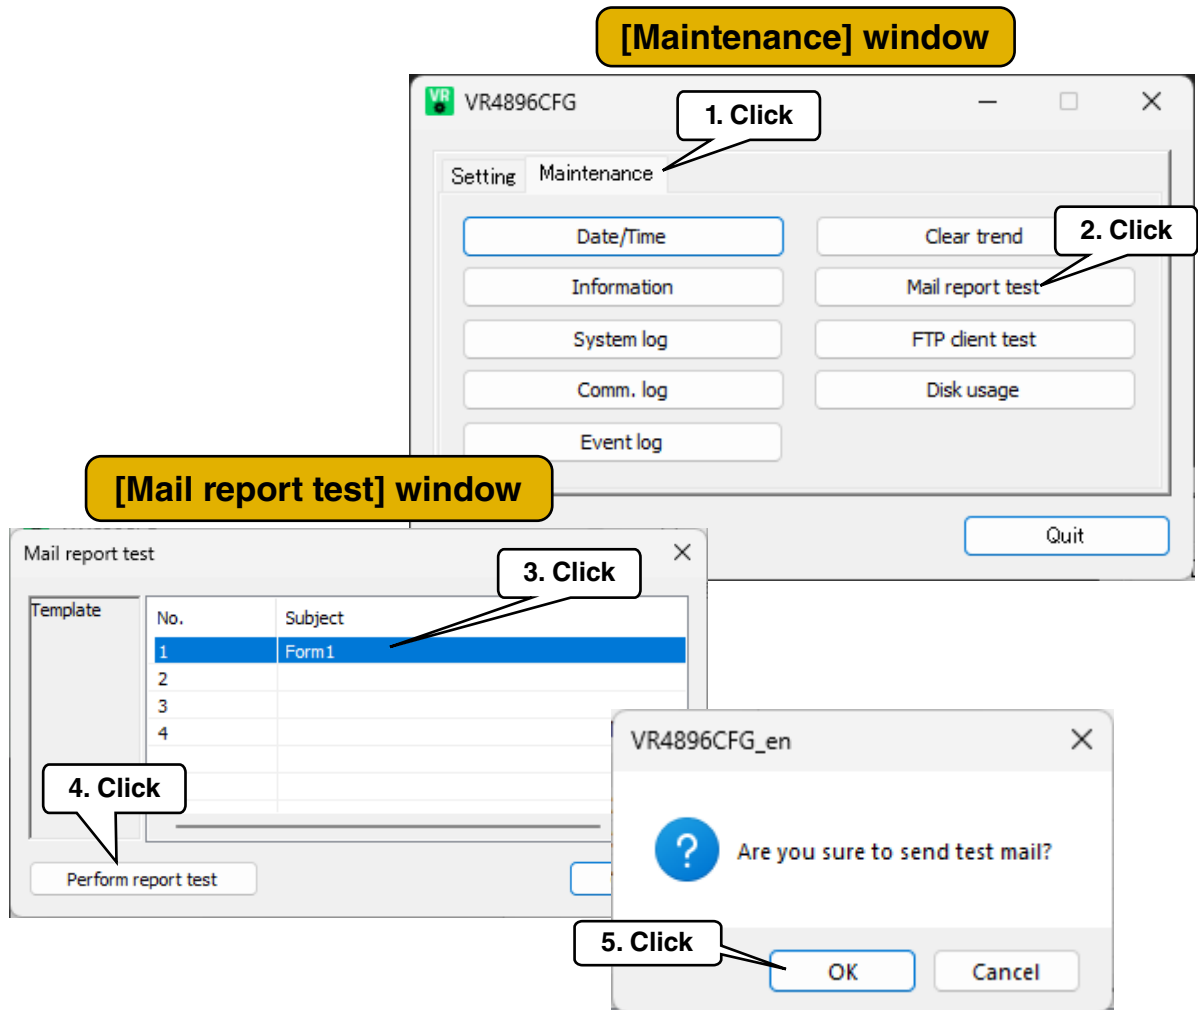 [Maintenance] window
VR4896CFG
1. Click
Setting Maintenance
Date/Time Clear trend
2. Click
Information Mail report test
System log FTP client test
Comm. log Disk usage
Event log
Quit
[Mail report test] window
Mail report test
3. Click
Template
No. Subject
1 Form1
2
3
4
4. Click
Perform report test
VR4896CFG_en
Are you sure to send test mail?
5. Click
OK Cancel